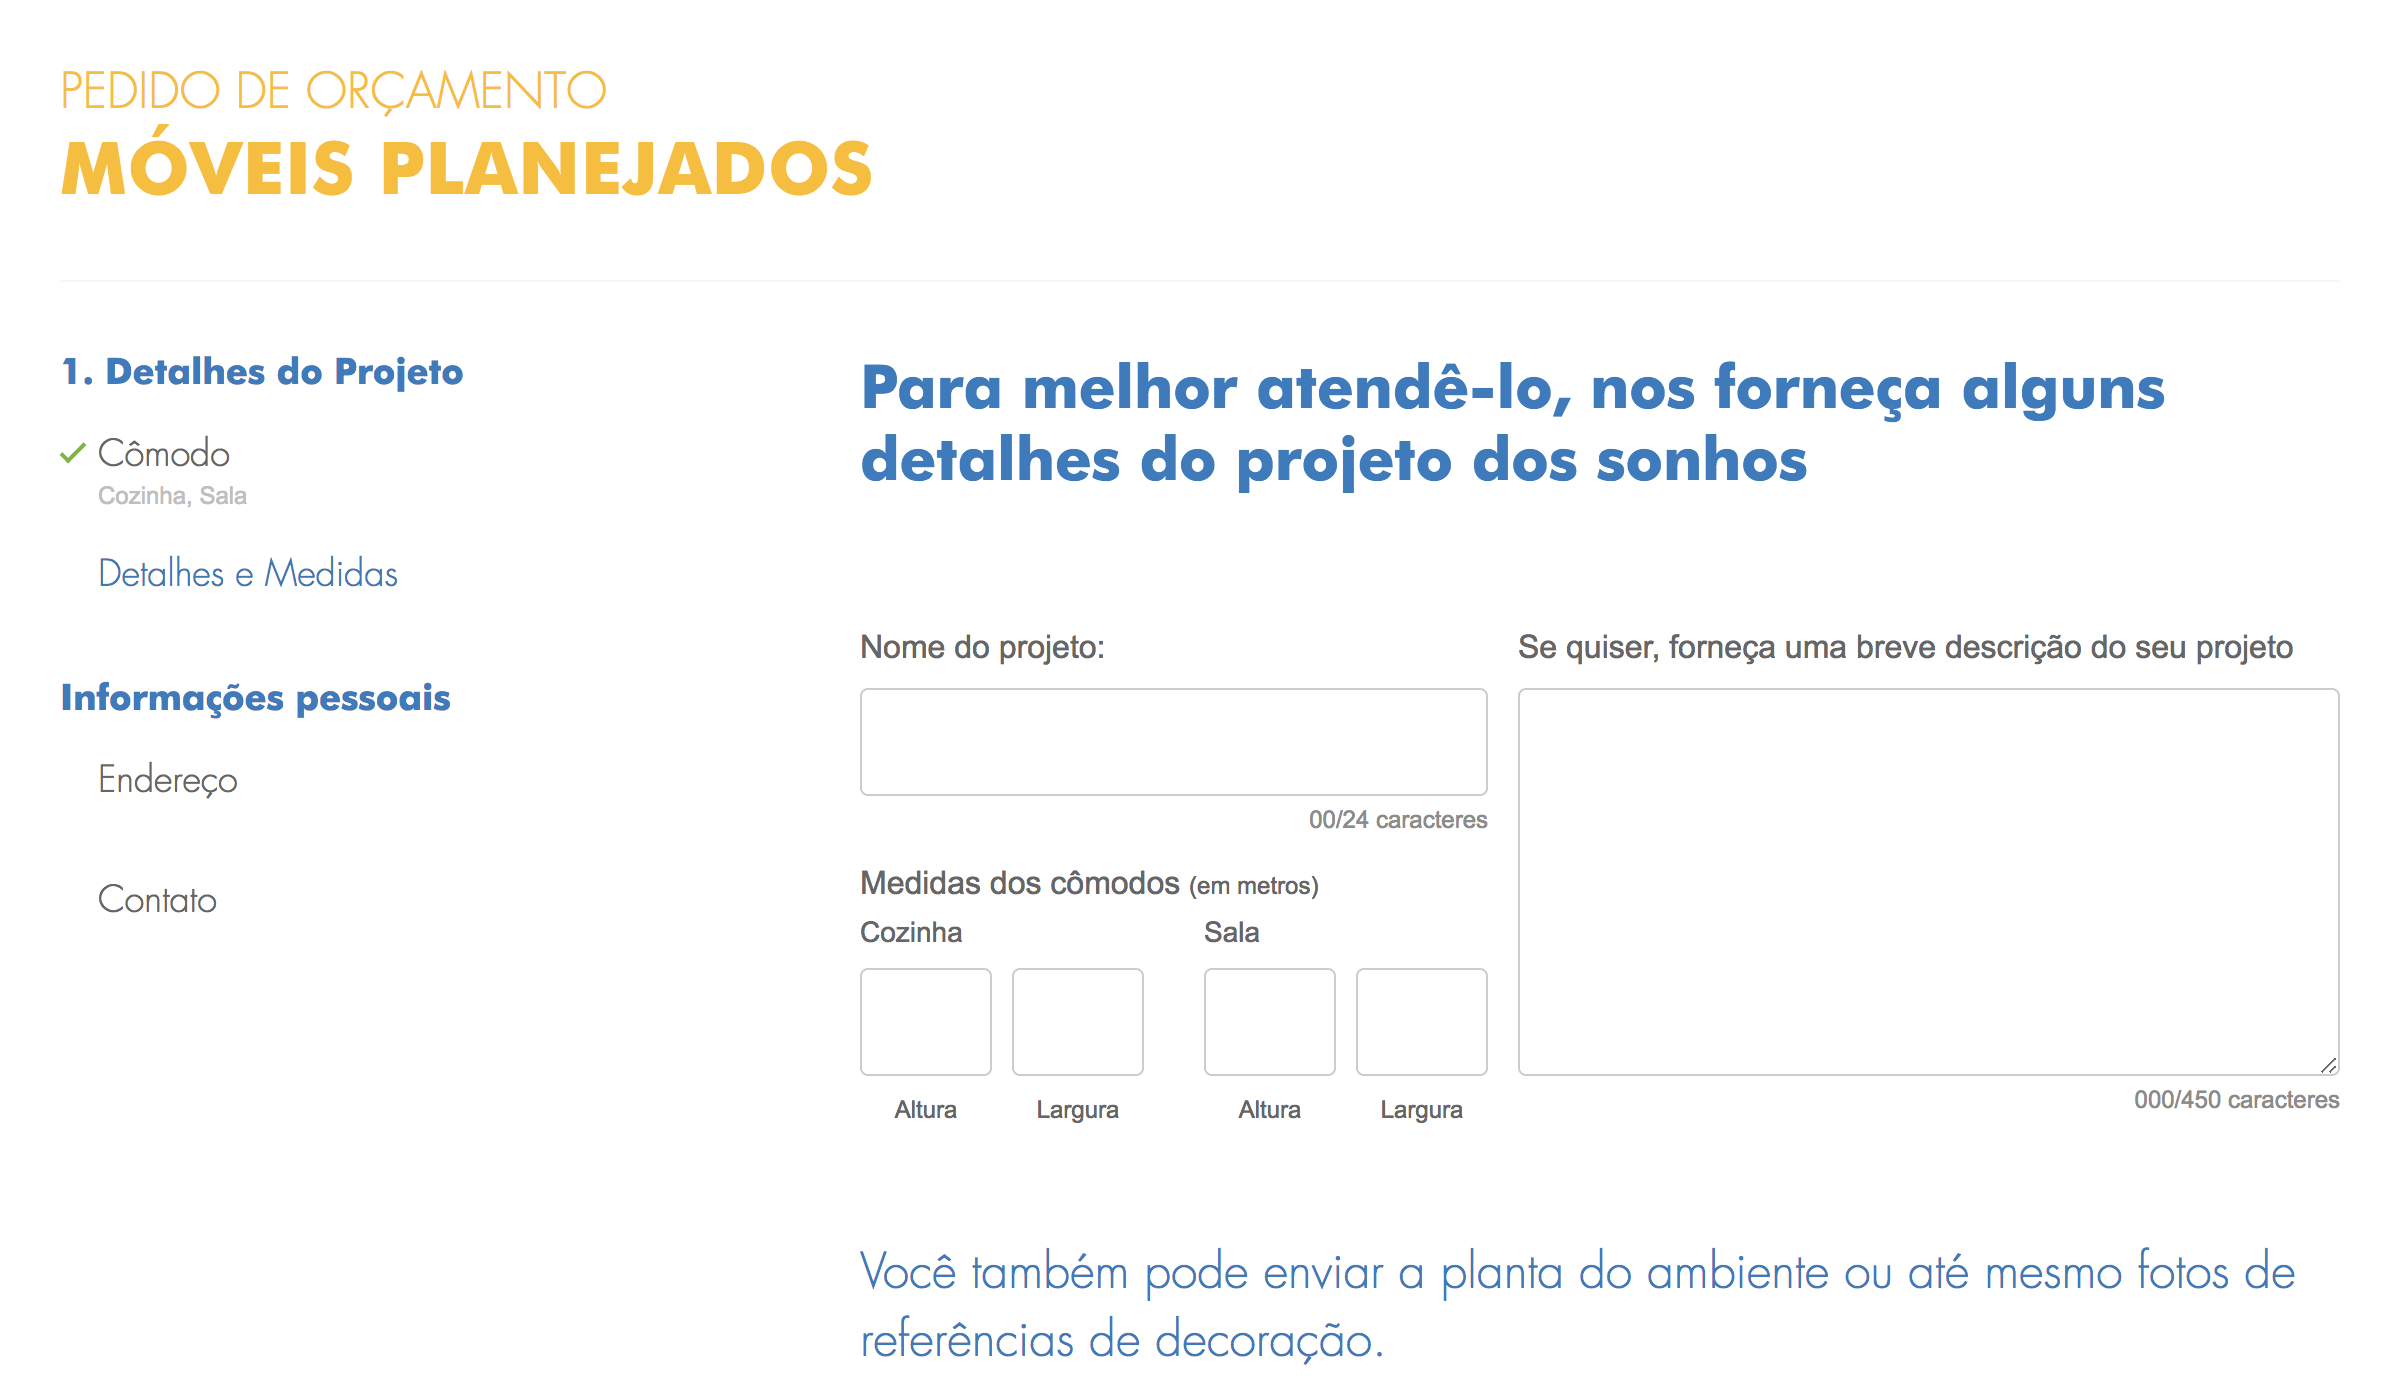 PEDIDO DE ORÇAMENTO
MÓVEIS PLANEJADOS
1. Detalhes do Projeto
Cômodo
Cozinha, Sala
Detalhes e Medidas
Informações pessoais
Endereço
Contato
Para melhor atendê-lo, nos forneça alguns
detalhes do projeto dos sonhos
Nome do projeto:
00/24 caracteres
Medidas dos cômodos (em metros)
Cozinha
Sala
Altura
Largura
Altura
Largura
Se quiser, forneça uma breve descrição do seu projeto
000/450 caracteres
Você também pode enviar a planta do ambiente ou até mesmo fotos de
referências de decoração.